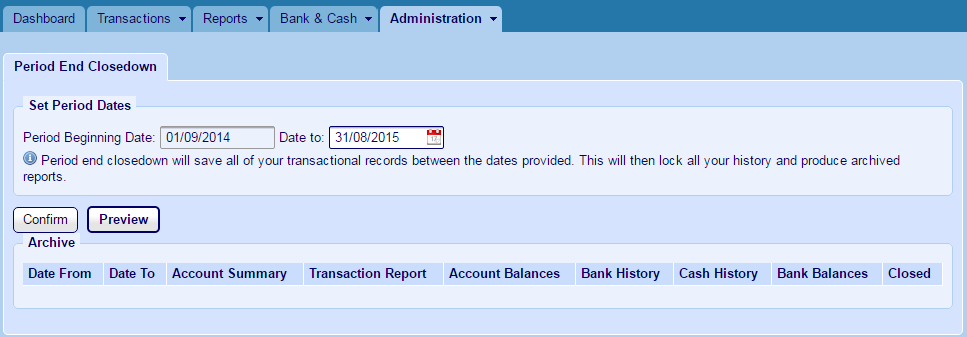 Dashboard Transactions Reports Bank & Cash Administration
Period End Closedown
Set Period Dates
Period Beginning Date: 01/09/2014 Date to: 31/08/2015
Period end closedown will save all of your transactional records between the dates provided. This will then lock all your history and produce archived
reports.
Confirm Preview
Archive
Date From Date To Account Summary Transaction Report Account Balances Bank History Cash History Bank Balances Closed